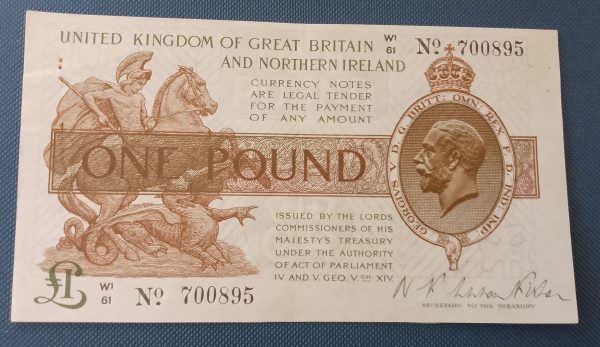 UNITED KINGDOM OF GREAT BRITAIN
AND NORTHERN IRELAND
W1
61 No 700895
CURRENCY NOTES
ARE LEGAL TENDER
FOR THE PAYMENT
OF ANY AMOUNT
ONE POUND
GEORGIVS V D. G. BRITT: OMN: REX F. D. IND: IMP:
ISSUED BY THE LORDS
COMMISSIONERS OF HIS
MAJESTY'S TREASURY
UNDER THE AUTHORITY
OF ACT OF PARLIAMENT
IV AND V. GEO. V. CH. XIV.
£1 W1
61 No 700895
SECRETARY TO THE TREASURY